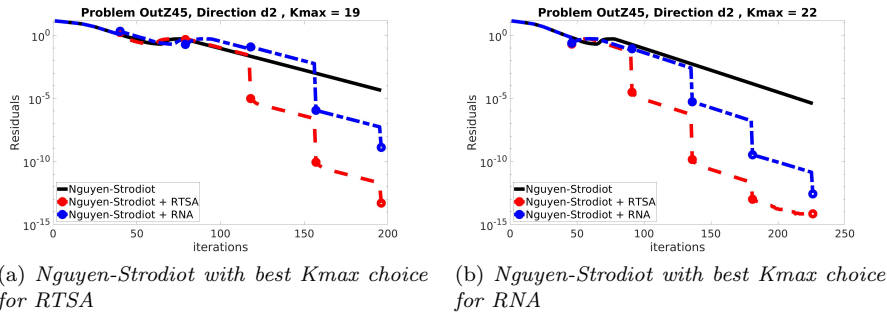 Problem OutZ45, Direction d2 , Kmax = 19
Residuals
10^0
10^-5
10^-10
10^-15
Nguyen-Strodiot
Nguyen-Strodiot + RTSA
Nguyen-Strodiot + RNA
0 50 100 150 200
iterations
(a) Nguyen-Strodiot with best Kmax choice
for RTSA
Problem OutZ45, Direction d2 , Kmax = 22
Residuals
10^0
10^-5
10^-10
10^-15
Nguyen-Strodiot
Nguyen-Strodiot + RTSA
Nguyen-Strodiot + RNA
0 50 100 150 200 250
iterations
(b) Nguyen-Strodiot with best Kmax choice
for RNA